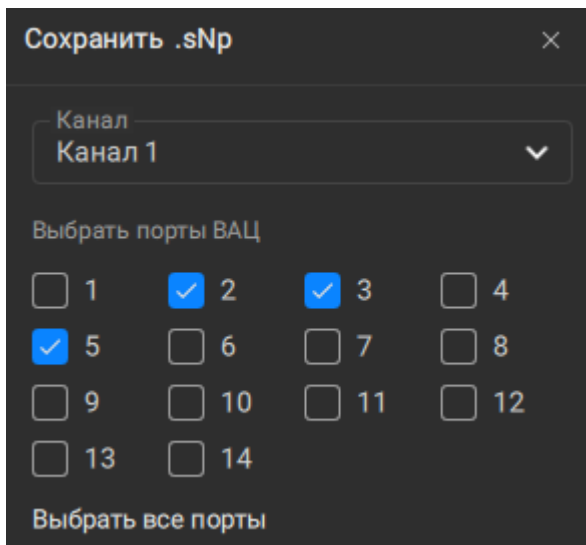 Сохранить .sNp
Канал
Канал 1
Выбрать порты ВАЦ
1 2 3 4
5 6 7 8
9 10 11 12
13 14
Выбрать все порты